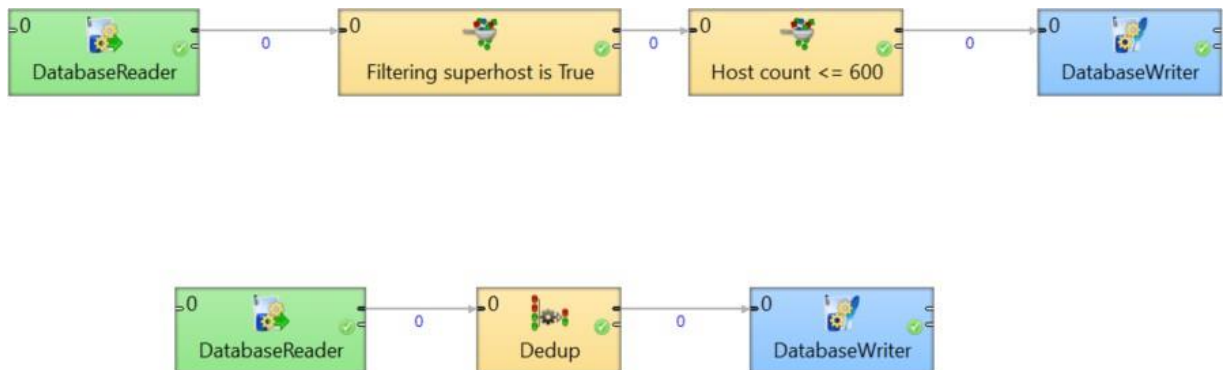 0
0
0
0
DatabaseReader
0
Filtering superhost is True
0
Host count <= 600
0
DatabaseWriter
0
0
0
DatabaseReader
0
Dedup
0
DatabaseWriter